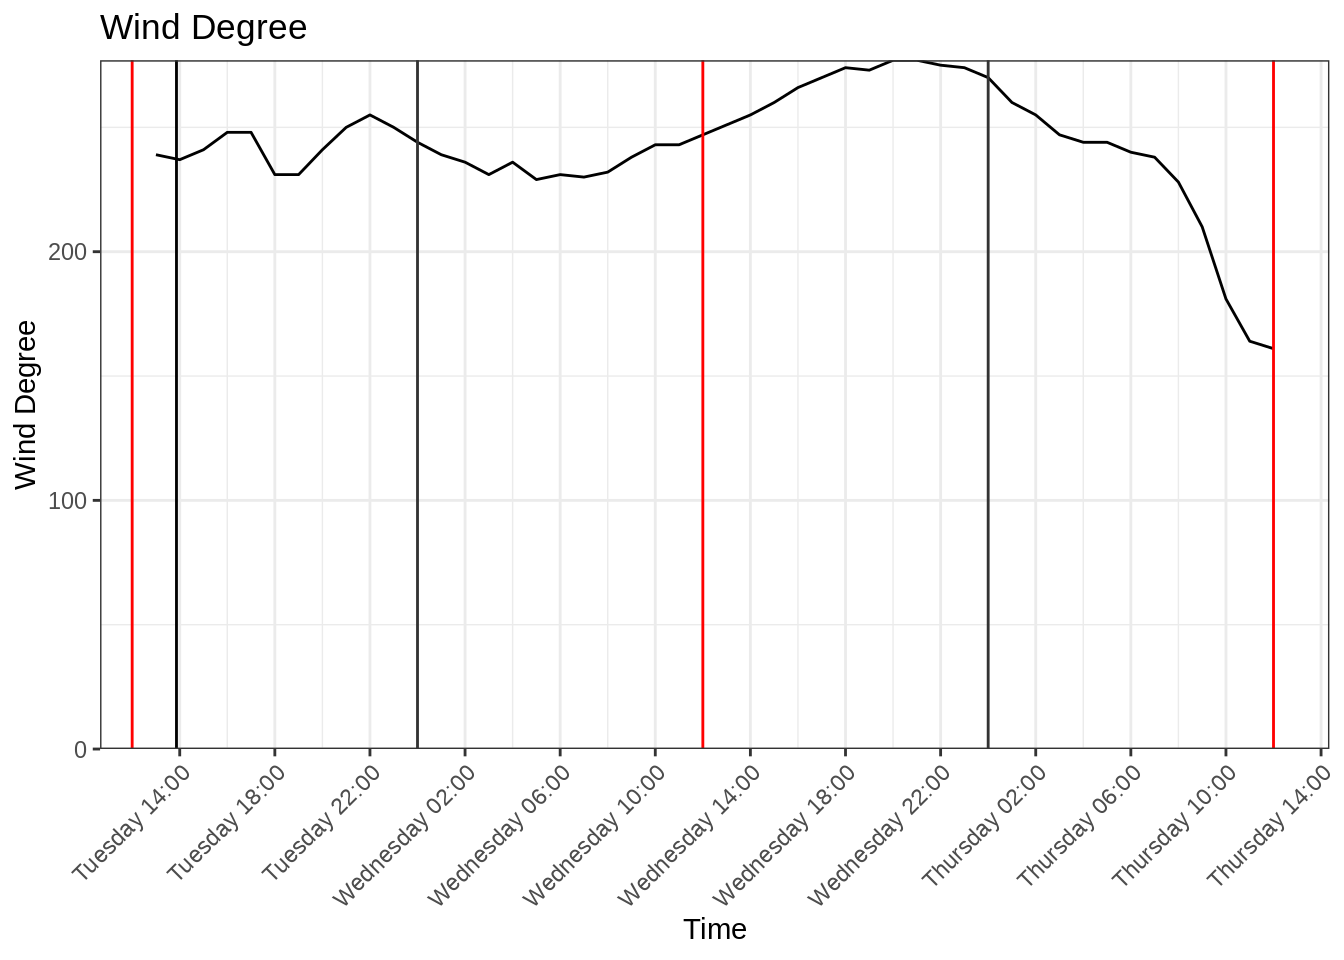 Wind Degree
Wind Degree
200
100
0
Tuesday 14:00
Tuesday 18:00
Tuesday 22:00
Wednesday 02:00
Wednesday 06:00
Wednesday 10:00
Wednesday 14:00
Wednesday 18:00
Wednesday 22:00
Thursday 02:00
Thursday 06:00
Thursday 10:00
Thursday 14:00
Time